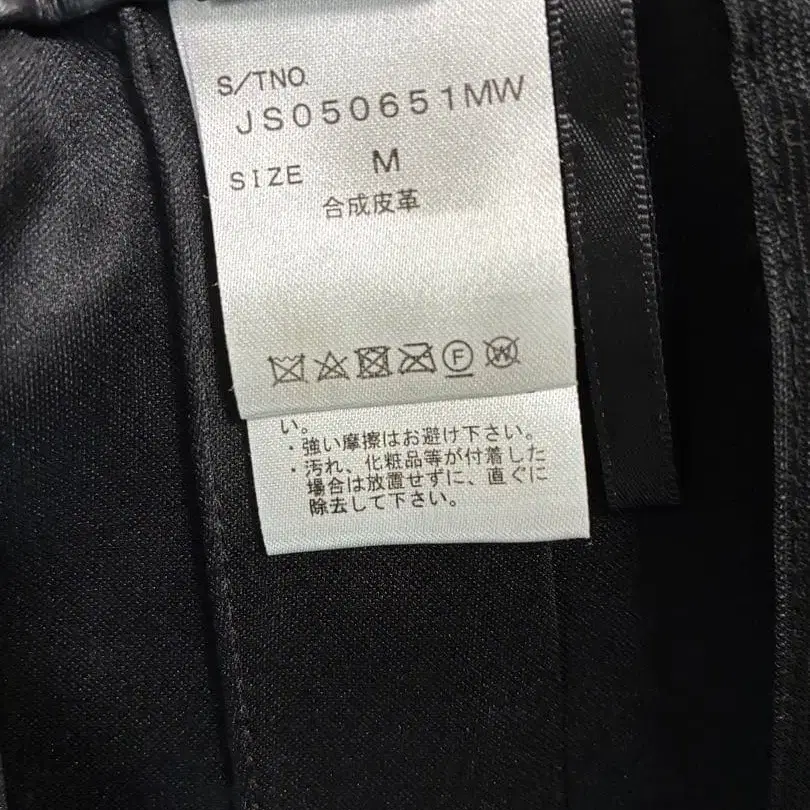 S/TNO.
JS050651MW
SIZE M
合成皮革
F W
い。
・強い摩擦はお避け下さい。
・汚れ、化粧品等が付着した
場合は放置せずに、直ぐに
除去して下さい。